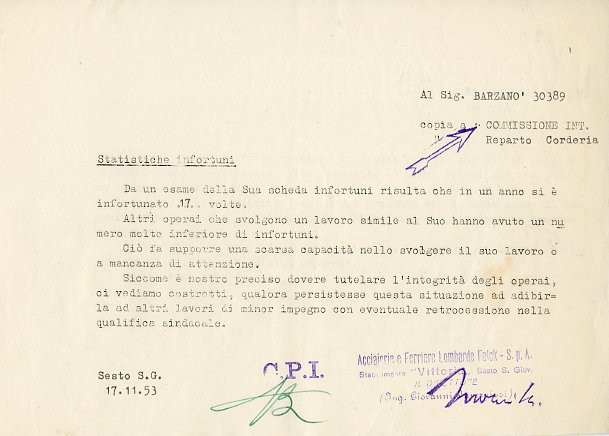 Al Sig. BARZANO' 30389
copia a : COMMISSIONE INT.
" Reparto Corderia
Statistiche infortuni
Da un esame della Sua scheda infortuni risulta che in un anno si è
infortunato .17.. volte.
Altri operai che svolgono un lavoro simile al Suo hanno avuto un nu
mero molto inferiore di infortuni.
Ciò fa supporre una scarsa capacità nello svolgere il suo lavoro o
a mancanza di attenzione.
Siccome è nostro preciso dovere tutelare l'integrità degli operai,
ci vediamo costretti, qualora persistesse questa situazione ad adibir=
la ad altri lavori di minor impegno con eventuale retrocessione nella
qualifica sindacale.
Sesto S.G.
17.11.53
C.P.I.
Acciaierie e Ferriere Lombarde Falck - S. p. A.
Stabilimento "Vittoria" Sesto S. Giov.
(Ing. Giovanni